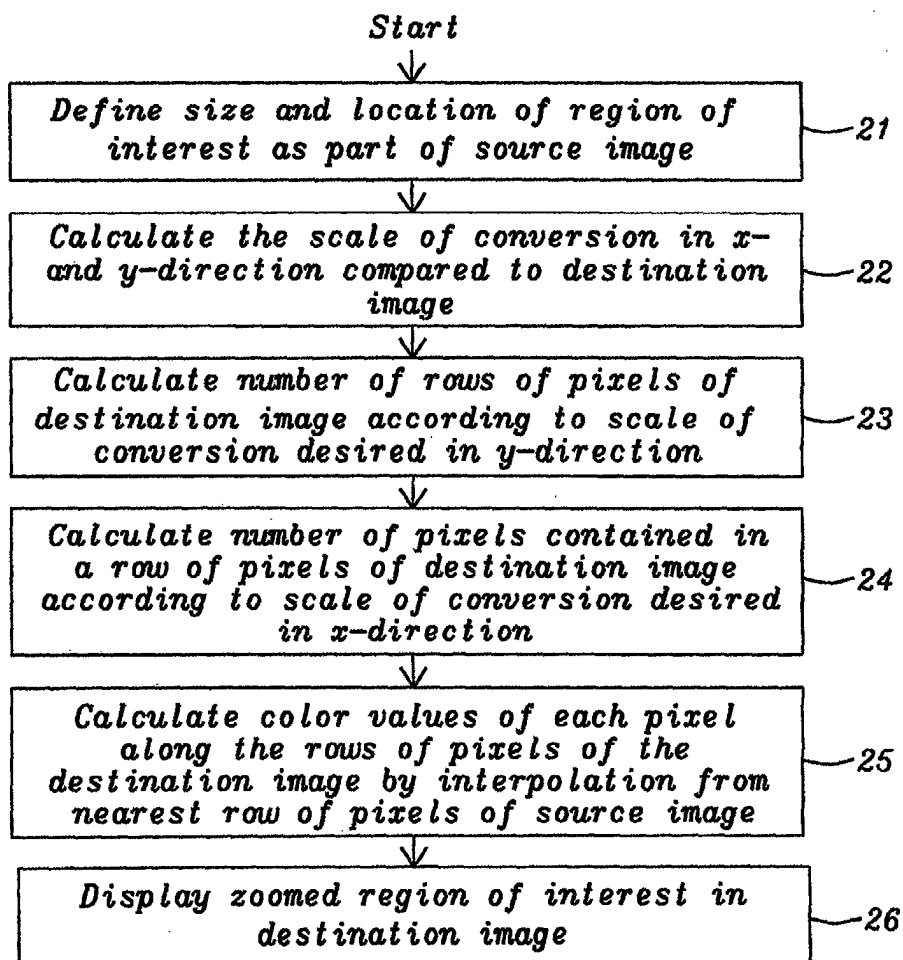 Start
Define size and location of region of
interest as part of source image
21
Calculate the scale of conversion in x-
and y-direction compared to destination
image
22
Calculate number of rows of pixels of
destination image according to scale of
conversion desired in y-direction
23
Calculate number of pixels contained in
a row of pixels of destination image
according to scale of conversion desired
in x-direction
24
Calculate color values of each pixel
along the rows of pixels of the
destination image by interpolation from
nearest row of pixels of source image
25
Display zoomed region of interest in
destination image
26